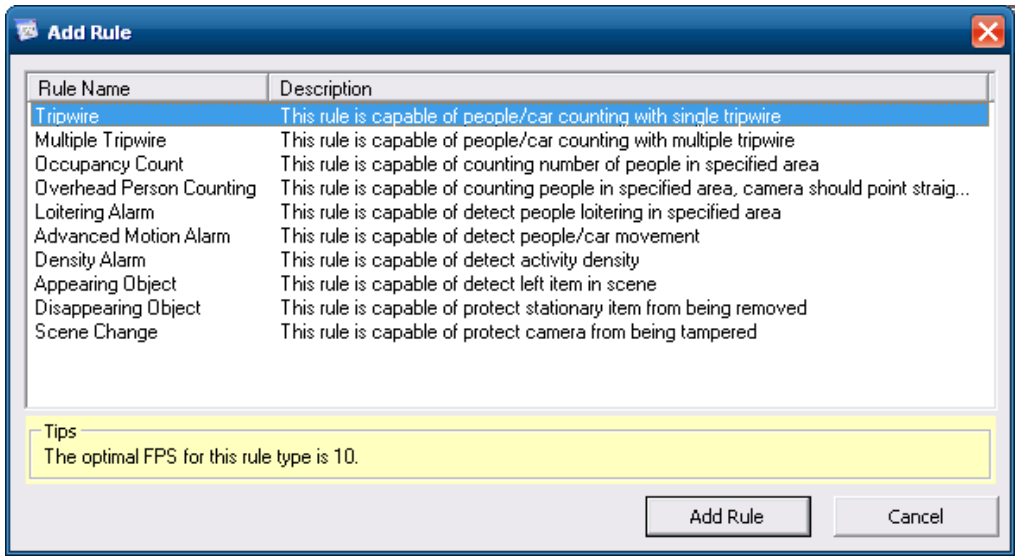 Add Rule
Rule Name Description
Tripwire This rule is capable of people/car counting with single tripwire
Multiple Tripwire This rule is capable of people/car counting with multiple tripwire
Occupancy Count This rule is capable of counting number of people in specified area
Overhead Person Counting This rule is capable of counting people in specified area, camera should point straig...
Loitering Alarm This rule is capable of detect people loitering in specified area
Advanced Motion Alarm This rule is capable of detect people/car movement
Density Alarm This rule is capable of detect activity density
Appearing Object This rule is capable of detect left item in scene
Disappearing Object This rule is capable of protect stationary item from being removed
Scene Change This rule is capable of protect camera from being tampered
Tips
The optimal FPS for this rule type is 10.
Add Rule Cancel